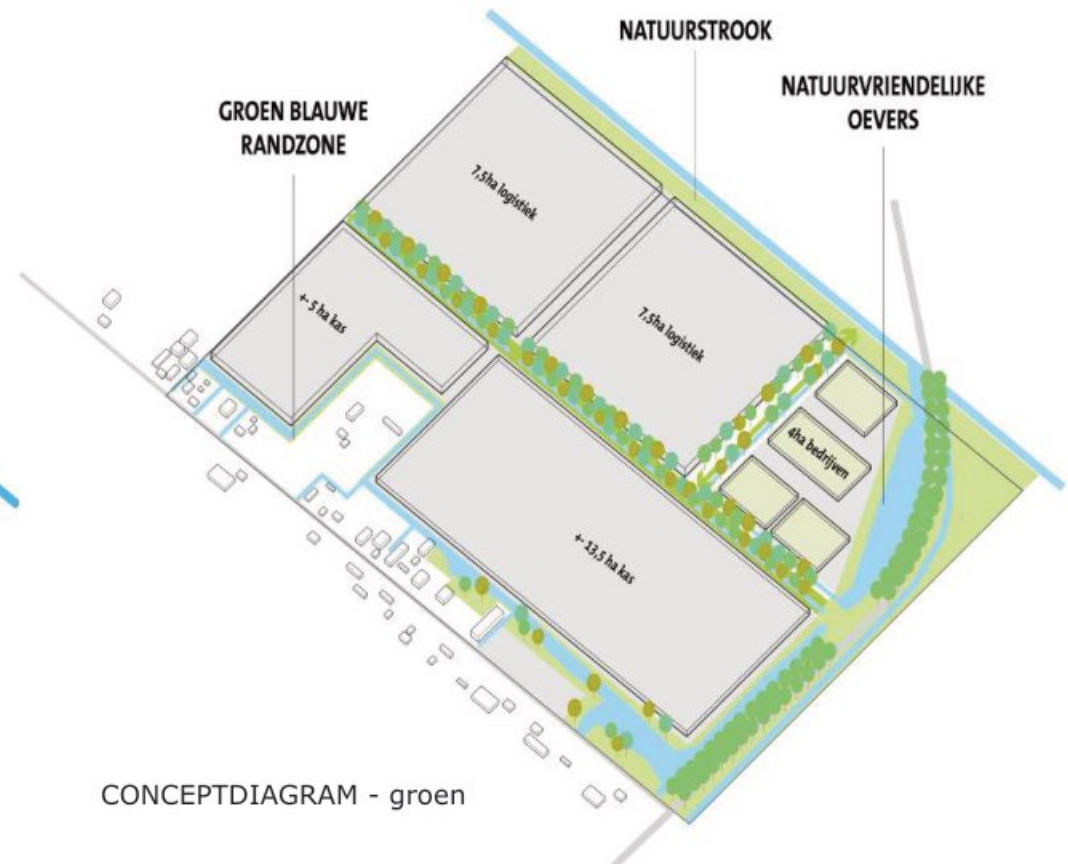 NATUURSTROOK
NATUURVRIENDELIJKE
OEVERS
GROEN BLAUWE
RANDZONE
7,5ha logistiek
+- 5 ha kas
7,5ha logistiek
4ha bedrijven
+- 13,5 ha kas
CONCEPTDIAGRAM - groen